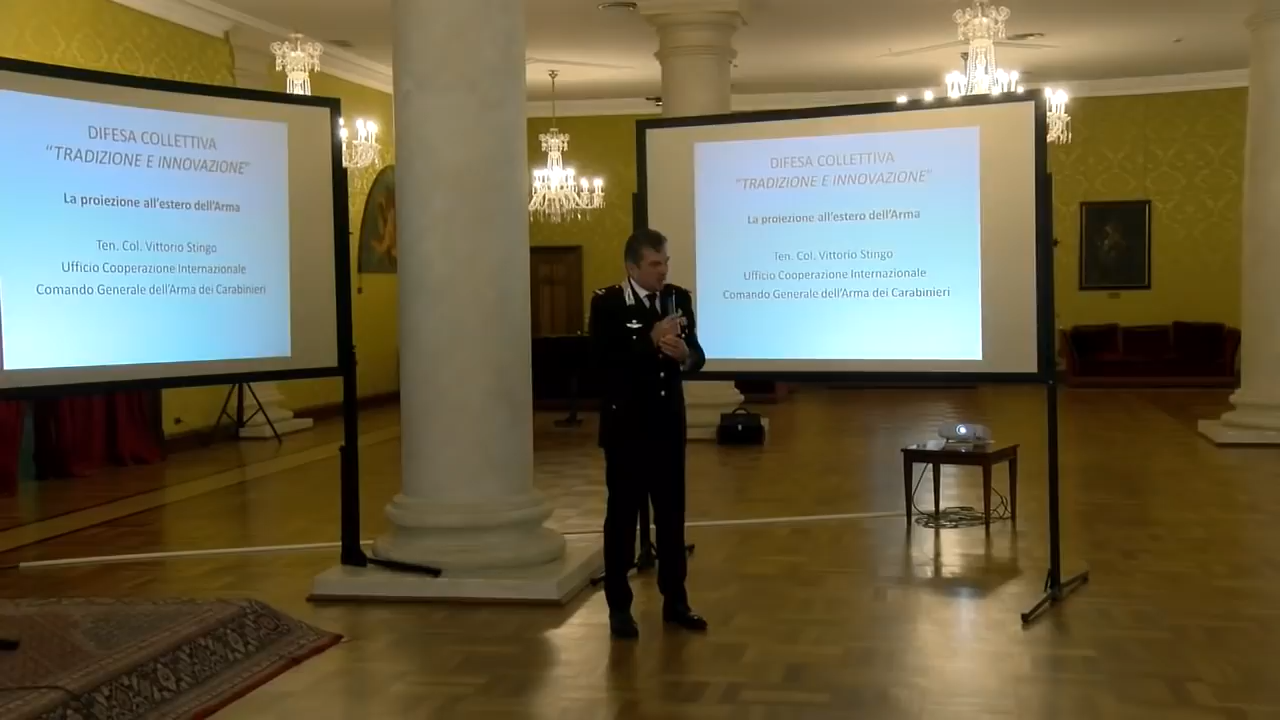 DIFESA COLLETTIVA
"TRADIZIONE E INNOVAZIONE"
La proiezione all'estero dell'Arma
Ten. Col. Vittorio Stingo
Ufficio Cooperazione Internazionale
Comando Generale dell'Arma dei Carabinieri
DIFESA COLLETTIVA
"TRADIZIONE E INNOVAZIONE"
La proiezione all'estero dell'Arma
Ten. Col. Vittorio Stingo
Ufficio Cooperazione Internazionale
Comando Generale dell'Arma dei Carabinieri